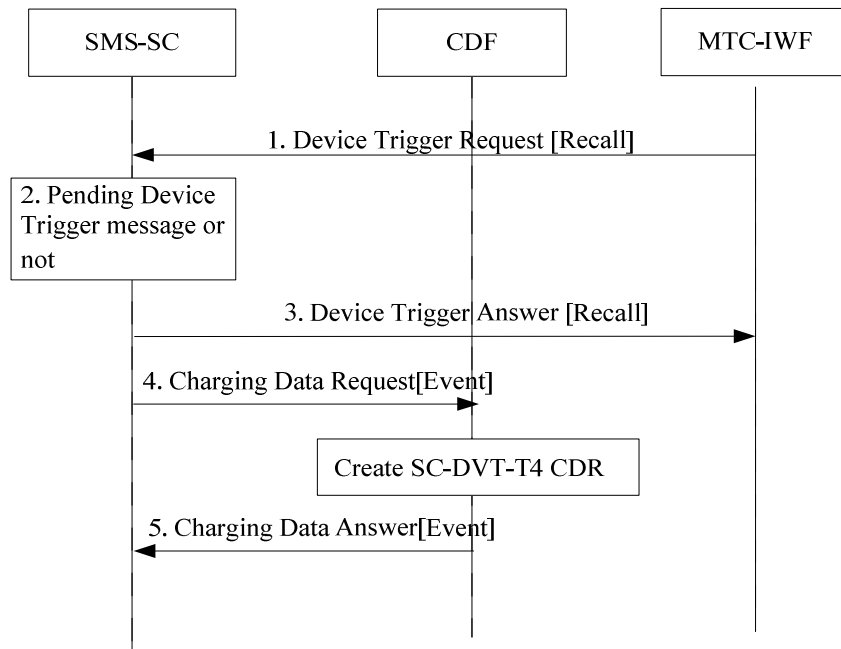 SMS-SC
CDF
MTC-IWF
1. Device Trigger Request [Recall]
2. Pending Device
Trigger message or
not
3. Device Trigger Answer [Recall]
4. Charging Data Request[Event]
Create SC-DVT-T4 CDR
5. Charging Data Answer[Event]